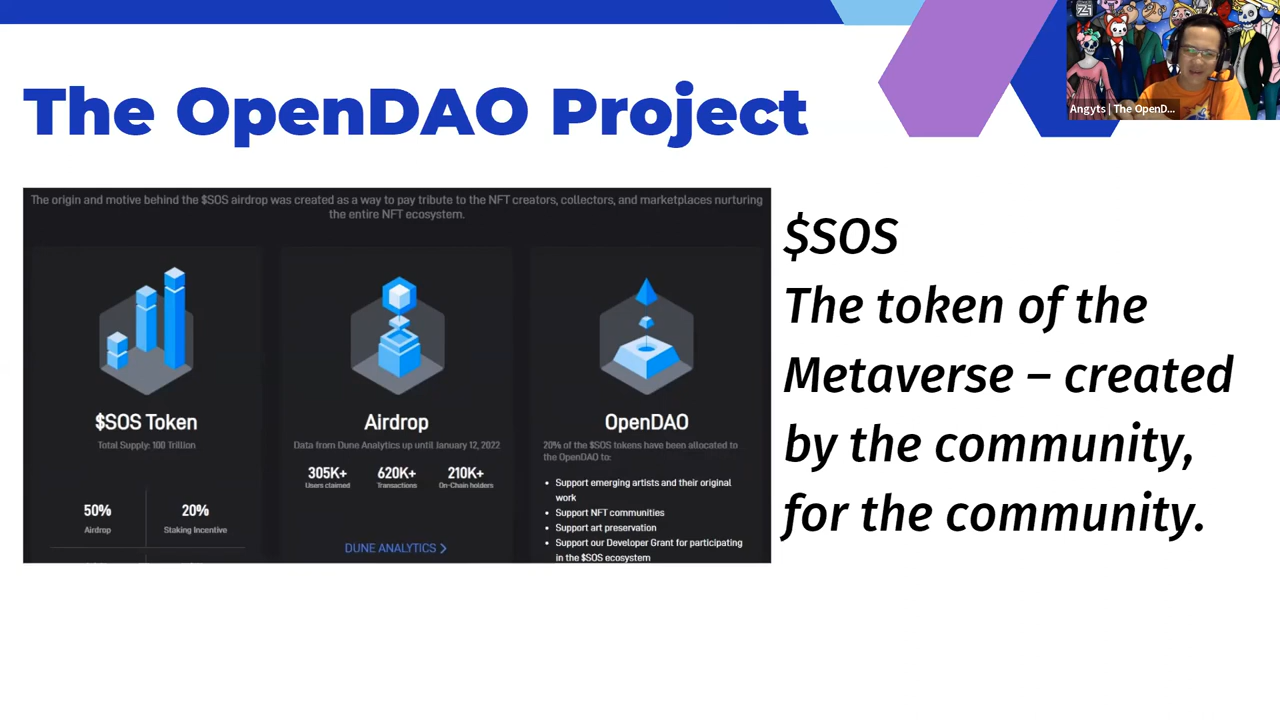 The OpenDAO Project
Angyts | The OpenD...
The origin and motive behind the $SOS airdrop was created as a way to pay tribute to the NFT creators, collectors, and marketplaces nurturing
the entire NFT ecosystem.
$SOS Token
Total Supply: 100 Trillion
50%
Airdrop
20%
Staking Incentive
Airdrop
Data from Dune Analytics up until January 12, 2022
305K+
Users claimed
620K+
Transactions
210K+
On-Chain holders
DUNE ANALYTICS
OpenDAO
20% of the $SOS tokens have been allocated to
the OpenDAO to:
Support emerging artists and their original
work
Support NFT communities
Support art preservation
Support our Developer Grant for participating
in the $SOS ecosystem
$SOS
The token of the
Metaverse – created
by the community,
for the community.